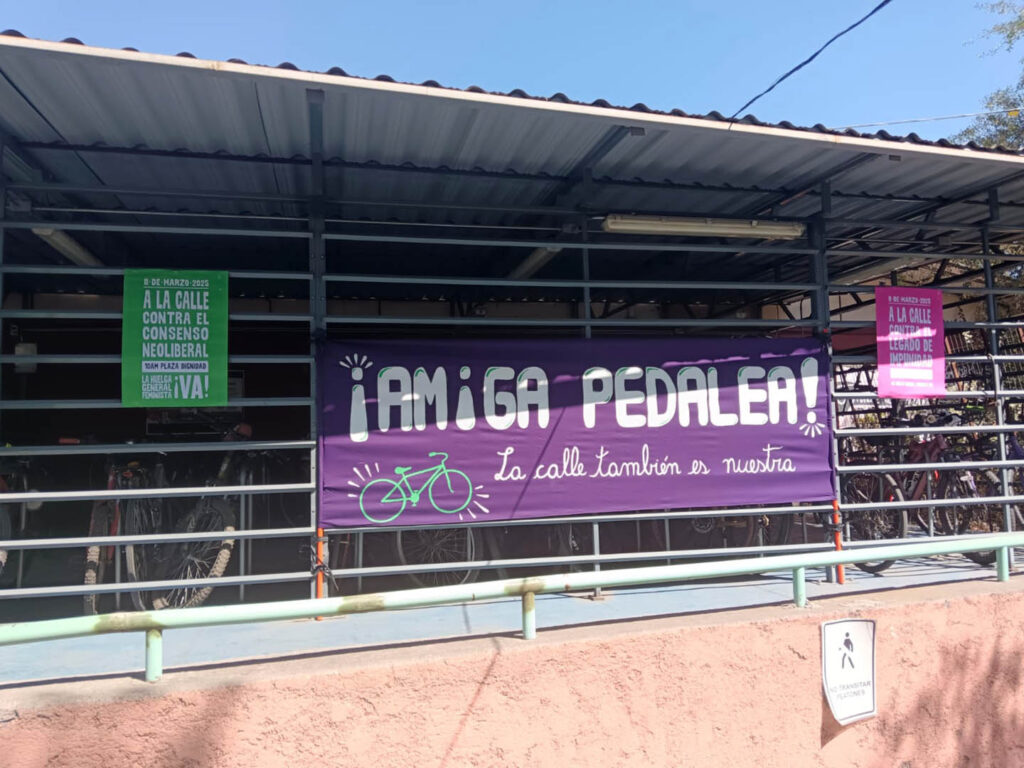 8 · DE · MARZO · 2025
A LA CALLE
CONTRA EL
CONSENSO
NEOLIBERAL
10AM PLAZA DIGNIDAD
LA HUELGA
GENERAL
FEMINISTA
¡VA!
¡AMIGA PEDALEA!
La calle también es nuestra
8 · DE · MARZO · 2025
A LA CALLE
CONTRA EL
LEGADO DE
IMPUNIDAD
NO TRANSITAR
PEATONES